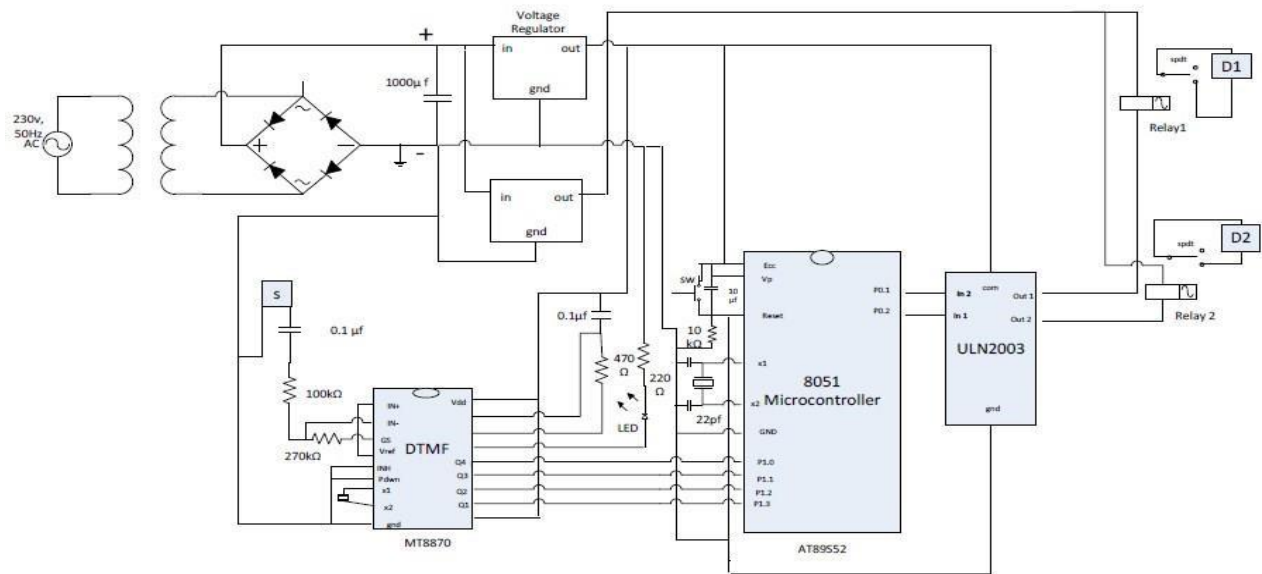 Voltage
Regulator
in
out
gnd
+
-
1000μ f
230v,
50Hz
AC
+
in
out
gnd
spdt
D1
Relay1
spdt
D2
Relay 2
S
0.1 μf
100kΩ
270kΩ
IN+
IN-
GS
Vref
INH
Pdwn
x1
x2
gnd
DTMF
Vdd
Q4
Q3
Q2
Q1
MT8870
0.1μf
470
Ω
220
Ω
LED
SW
10
μf
10
kΩ
22pf
Ecc
Vp
Reset
x1
x2
GND
P1.0
P1.1
P1.2
P1.3
P0.1
P0.2
8051
Microcontroller
AT89S52
In 2
In 1
com
Out 1
Out 2
ULN2003
gnd